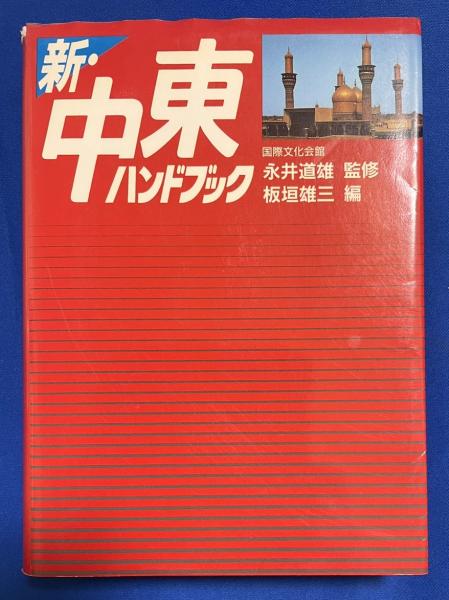 新・
中東
ハンドブック
国際文化会館
永井道雄 監修
板垣雄三 編